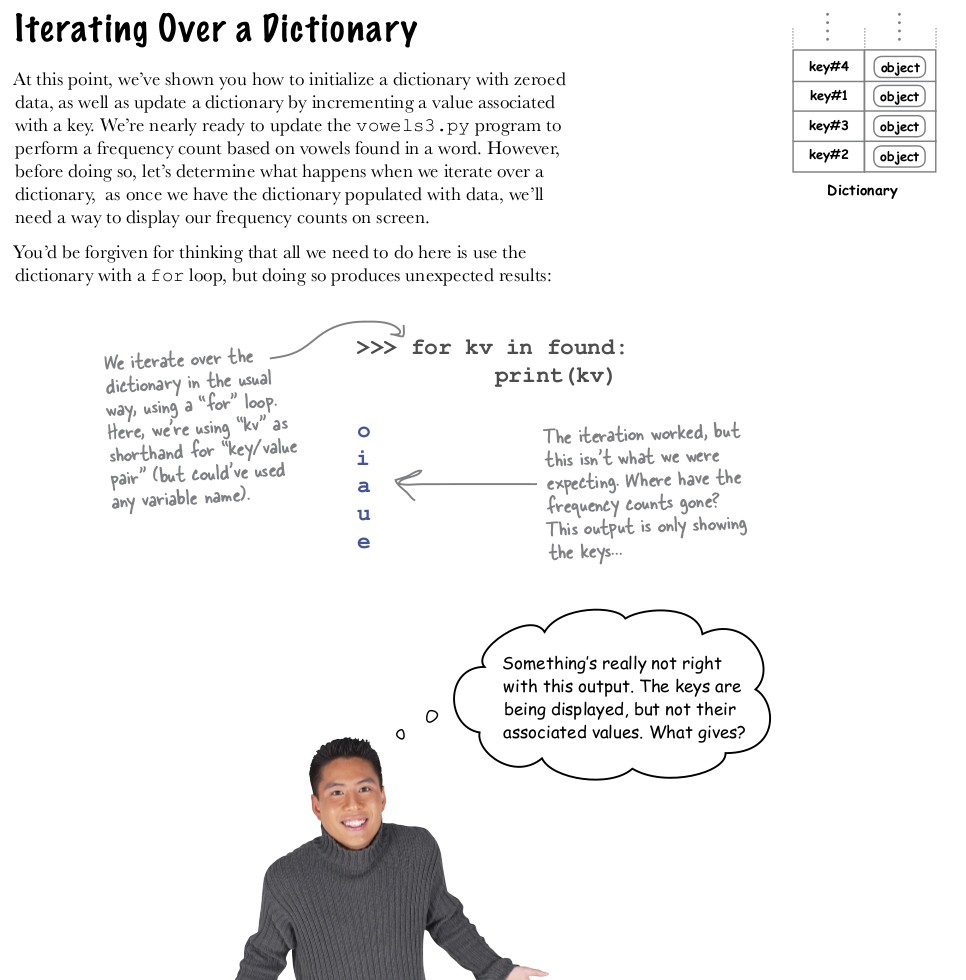 Iterating Over a Dictionary
At this point, we've shown you how to initialize a dictionary with zeroed
data, as well as update a dictionary by incrementing a value associated
with a key. We're nearly ready to update the vowels3.py program to
perform a frequency count based on vowels found in a word. However,
before doing so, let's determine what happens when we iterate over a
dictionary,  as once we have the dictionary populated with data, we'll
need a way to display our frequency counts on screen.
You'd be forgiven for thinking that all we need to do here is use the
dictionary with a for loop, but doing so produces unexpected results:
key#4 object
key#1 object
key#3 object
key#2 object
Dictionary
We iterate over the
dictionary in the usual
way, using a "for" loop.
Here, we're using "kv" as
shorthand for "key/value
pair" (but could've used
any variable name).
>>> for kv in found:
print(kv)
o
i
a
u
e
The iteration worked, but
this isn't what we were
expecting. Where have the
frequency counts gone?
This output is only showing
the keys...
Something's really not right
with this output. The keys are
being displayed, but not their
associated values. What gives?